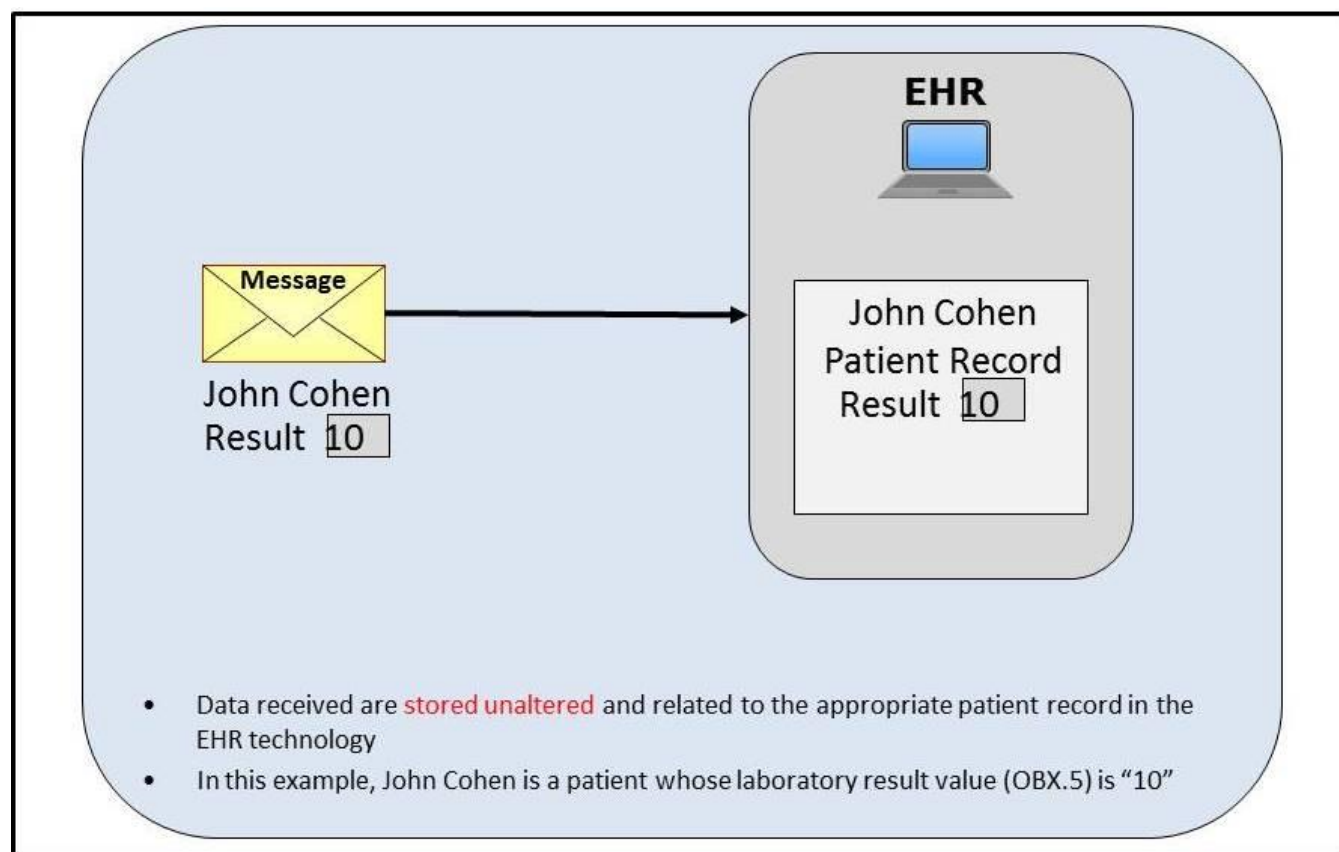 EHR
Message
John Cohen
Result 10
John Cohen
Patient Record
Result 10
• Data received are stored unaltered and related to the appropriate patient record in the
EHR technology
• In this example, John Cohen is a patient whose laboratory result value (OBX.5) is “10”